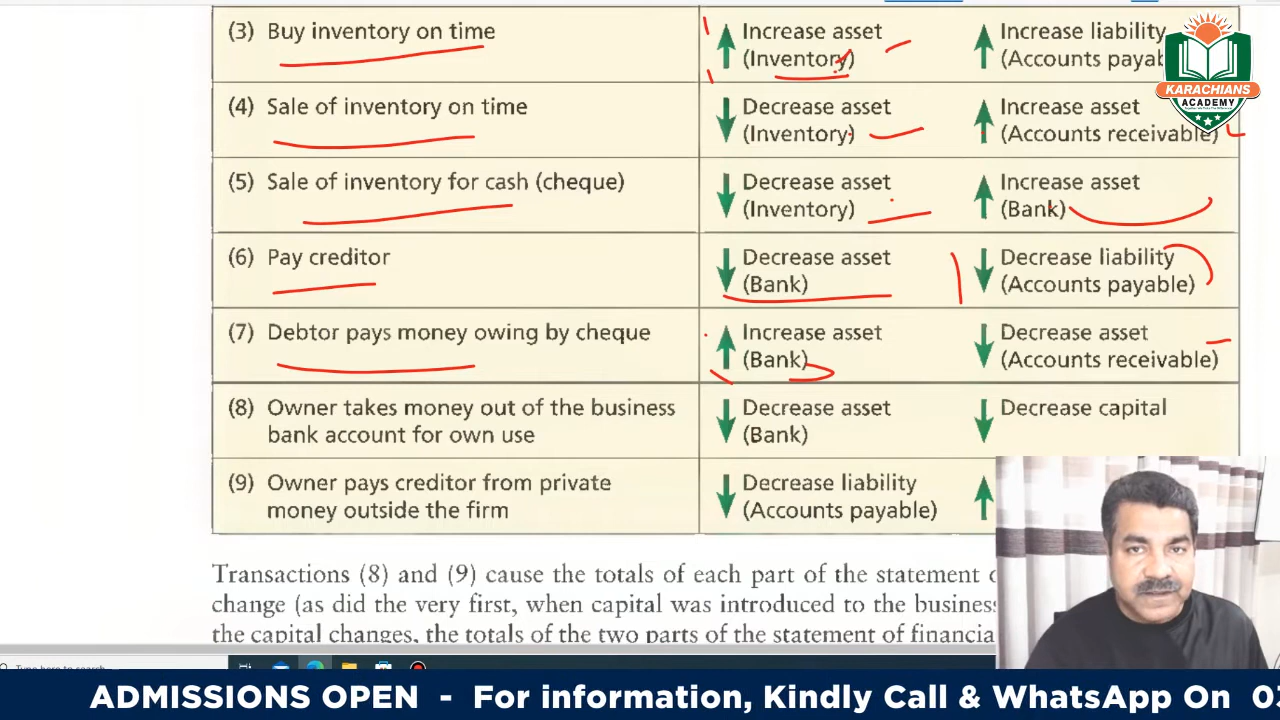 (3) Buy inventory on time
Increase asset
(Inventory)
Increase liability
(Accounts
(4) Sale of inventory on time
Decrease asset
(Inventory)
Increase asset
(Accounts receivable)
(5) Sale of inventory for cash (cheque)
Decrease asset
(Inventory)
Increase asset
(Bank)
(6) Pay creditor
Decrease asset
(Bank)
Decrease liability
(Accounts payable)
(7) Debtor pays money owing by cheque
Increase asset
(Bank)
Decrease asset
(Accounts receivable)
(8) Owner takes money out of the business
bank account for own use
Decrease asset
(Bank)
Decrease capital
(9) Owner pays creditor from private
money outside the firm
Decrease liability
(Accounts payable)
Transactions (8) and (9) cause the totals of each part of the statement
change (as did the very first, when capital was introduced to the business
the capital changes, the totals of the two parts of the statement of
KARACHIANS
ACADEMY
Type here to search
ADMISSIONS OPEN - For information, Kindly Call & WhatsApp On